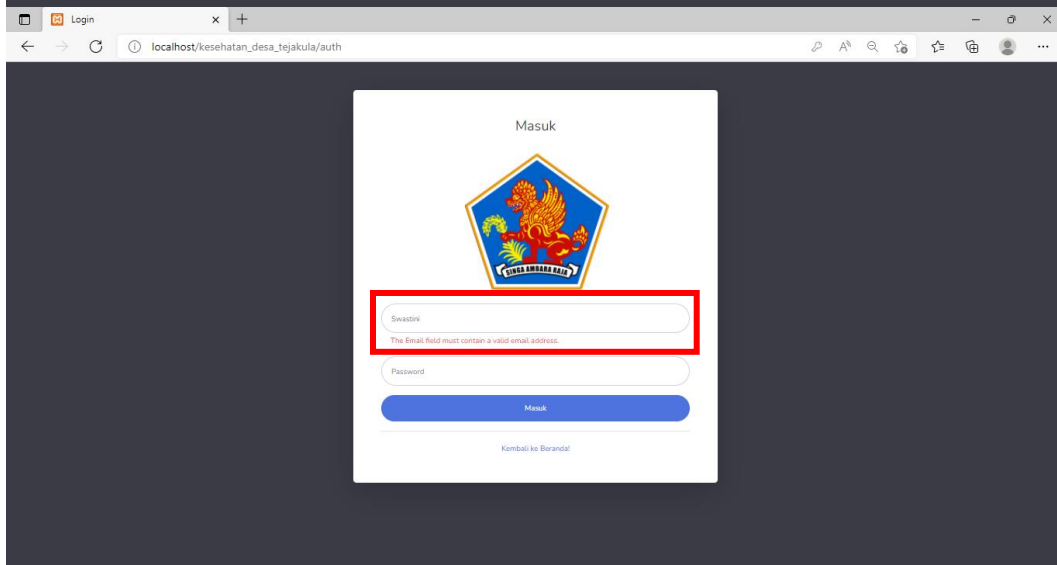 Login
localhost/kesehatan_desa_tejakula/auth
Masuk
SINGA AMBARA RAJA
Swastini
The Email field must contain a valid email address.
Password
Masuk
Kembali ke Beranda!